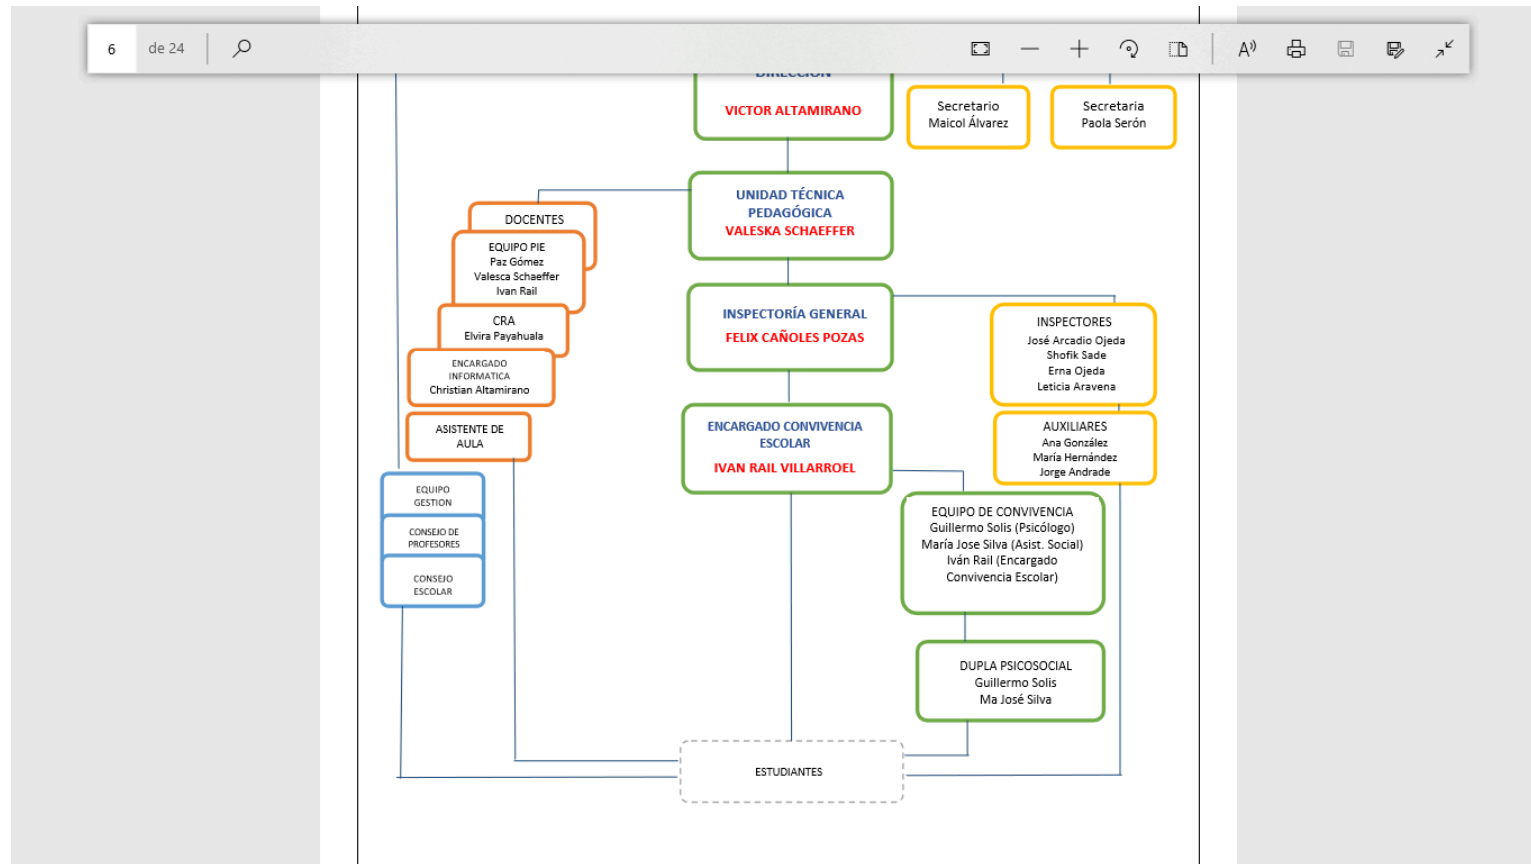 6 de 24
DIRECCIÓN
VICTOR ALTAMIRANO
Secretario
Maicol Álvarez
Secretaria
Paola Serón
UNIDAD TÉCNICA
PEDAGÓGICA
VALESKA SCHAEFFER
DOCENTES
EQUIPO PIE
Paz Gómez
Valesca Schaeffer
Ivan Rail
CRA
Elvira Payahuala
ENCARGADO
INFORMATICA
Christian Altamirano
ASISTENTE DE
AULA
INSPECTORÍA GENERAL
FELIX CAÑOLES POZAS
INSPECTORES
José Arcadio Ojeda
Shofik Sade
Erna Ojeda
Leticia Aravena
AUXILIARES
Ana González
María Hernández
Jorge Andrade
ENCARGADO CONVIVENCIA
ESCOLAR
IVAN RAIL VILLARROEL
EQUIPO
GESTION
CONSEJO DE
PROFESORES
CONSEJO
ESCOLAR
EQUIPO DE CONVIVENCIA
Guillermo Solis (Psicólogo)
María Jose Silva (Asist. Social)
Iván Rail (Encargado
Convivencia Escolar)
DUPLA PSICOSOCIAL
Guillermo Solis
Ma José Silva
ESTUDIANTES